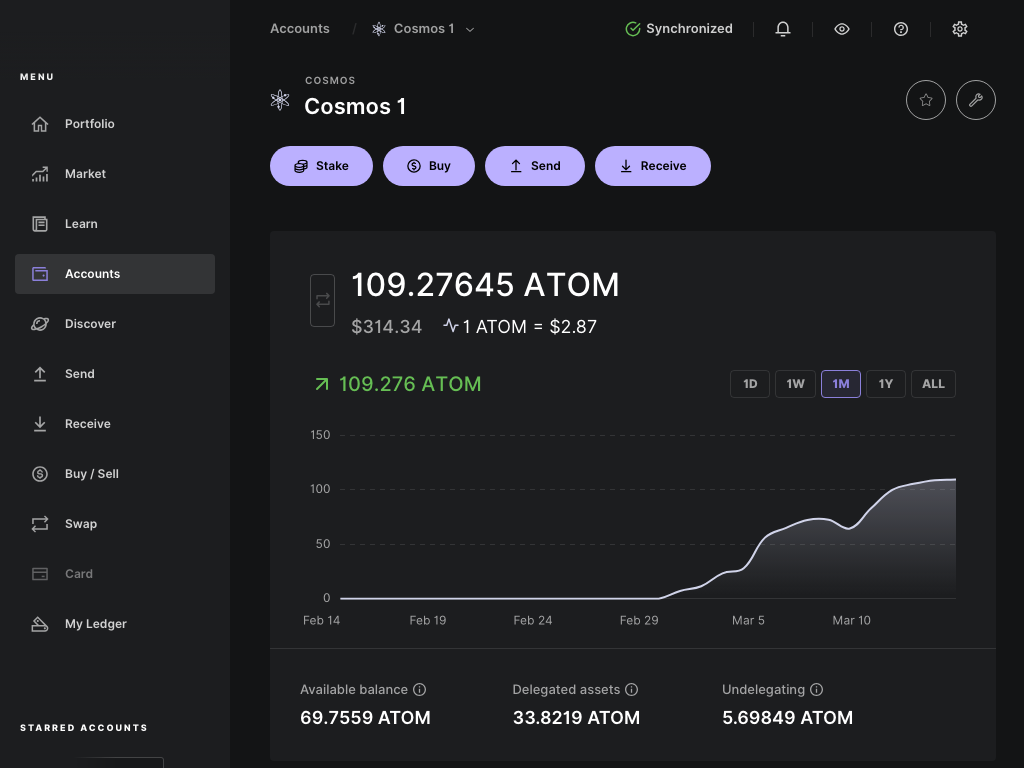 MENU
Portfolio
Market
Learn
Accounts
Discover
Send
Receive
Buy / Sell
Swap
Card
My Ledger
STARRED ACCOUNTS
Accounts / Cosmos 1
Synchronized
COSMOS
Cosmos 1
Stake
Buy
Send
Receive
109.27645 ATOM
$314.34 1 ATOM = $2.87
109.276 ATOM
1D 1W 1M 1Y ALL
150
100
50
0
Feb 14 Feb 19 Feb 24 Feb 29 Mar 5 Mar 10
Available balance Delegated assets Undelegating
69.7559 ATOM 33.8219 ATOM 5.69849 ATOM